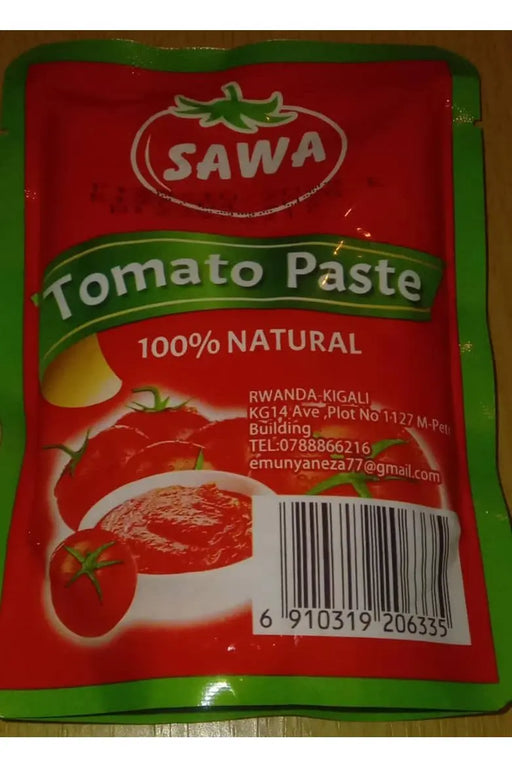 SAWA
Tomato Paste
100% NATURAL
RWANDA-KIGALI
KG14 Ave ,Plot No 1127 M-Peti
Building
TEL:0788866216
emunyaneza77@gmail.com
6 910319 206335